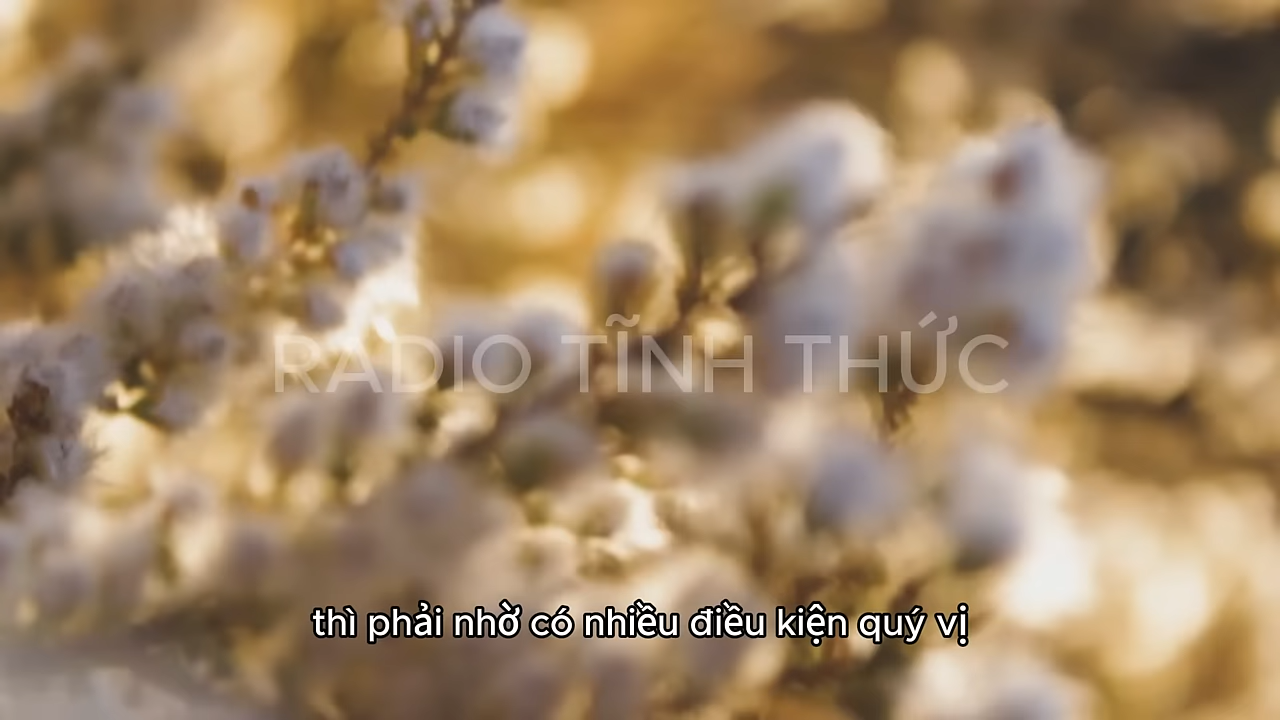 RADIO TĨNH THỨC
thì phải nhờ có nhiều điều kiện quý vị